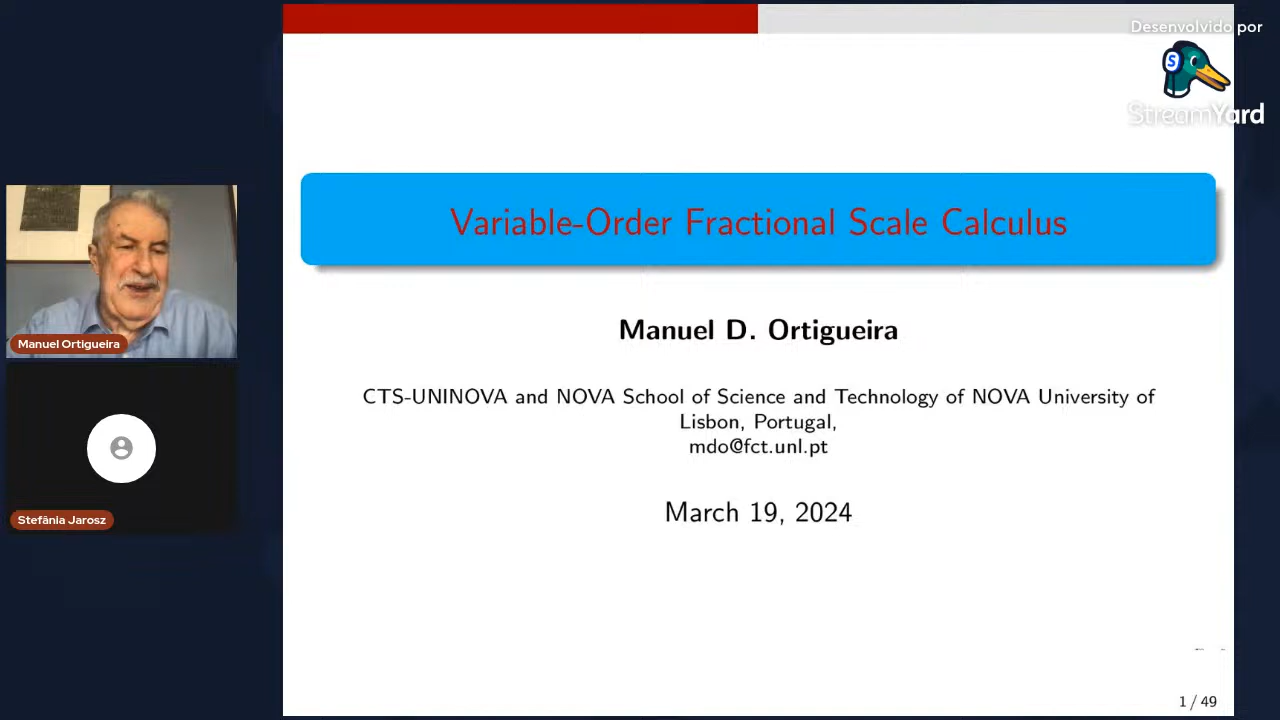 Desenvolvido por
StreamYard
Variable-Order Fractional Scale Calculus
Manuel D. Ortigueira
CTS-UNINOVA and NOVA School of Science and Technology of NOVA University of
Lisbon, Portugal,
mdo@fct.unl.pt
March 19, 2024
Manuel Ortigueira
Stefânia Jarosz
1 / 49